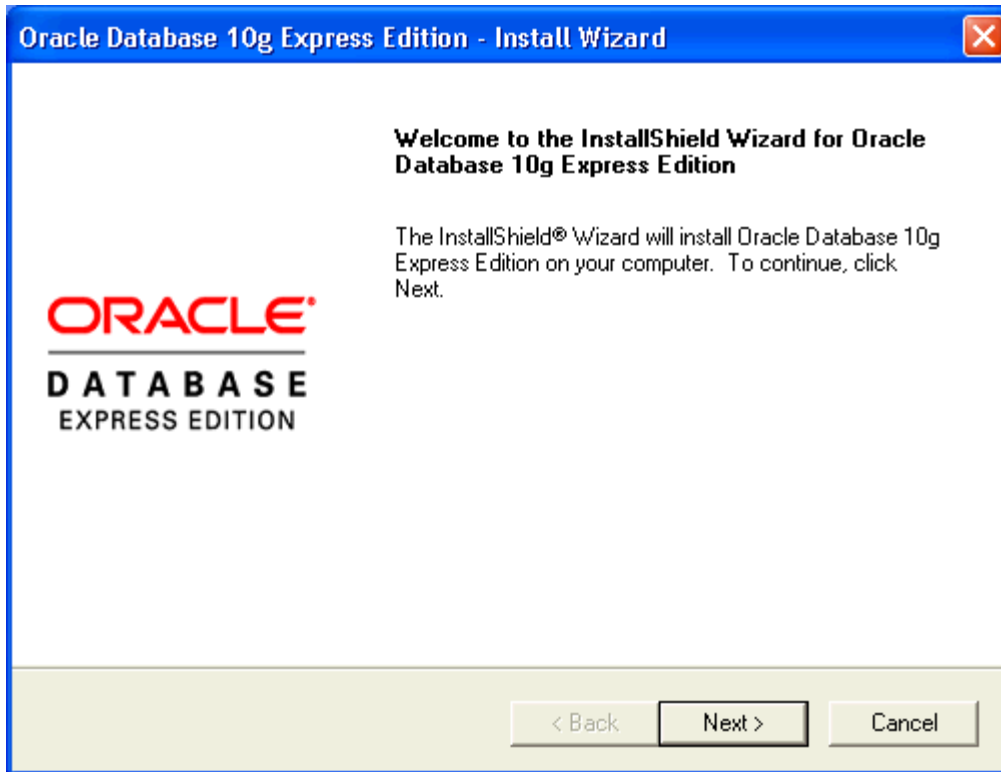 Oracle Database 10g Express Edition - Install Wizard
Welcome to the InstallShield Wizard for Oracle
Database 10g Express Edition
The InstallShield® Wizard will install Oracle Database 10g
Express Edition on your computer. To continue, click
Next.
ORACLE®
DATABASE
EXPRESS EDITION
< Back
Next >
Cancel